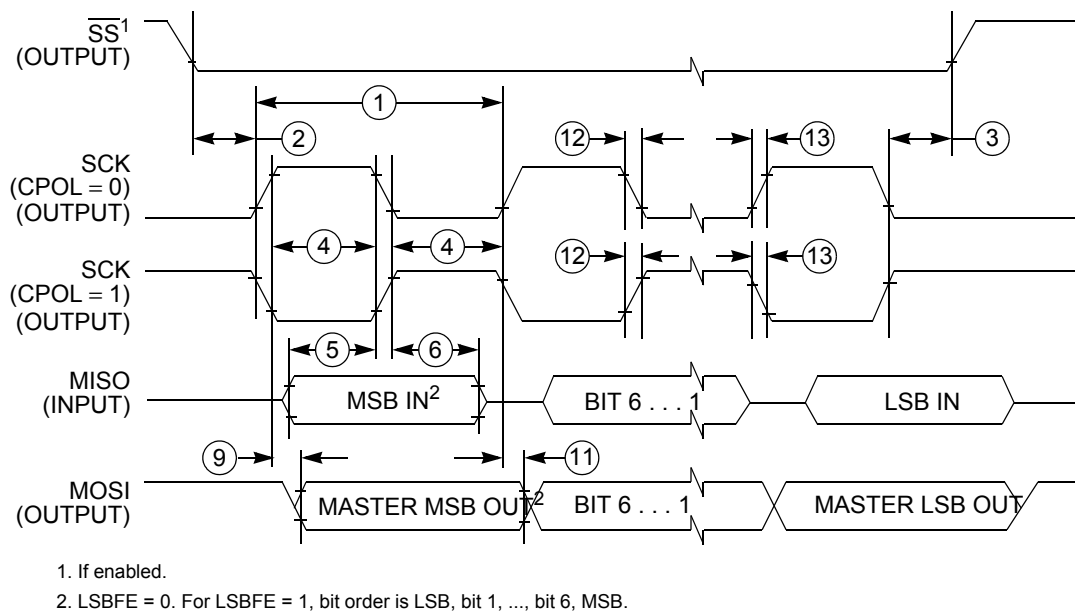 SS¹
(OUTPUT)
1
2
12
13
3
SCK
(CPOL = 0)
(OUTPUT)
4
4
12
13
SCK
(CPOL = 1)
(OUTPUT)
5
6
MISO
(INPUT)
MSB IN²
BIT 6 . . . 1
LSB IN
9
11
MOSI
(OUTPUT)
MASTER MSB OUT²
BIT 6 . . . 1
MASTER LSB OUT
1. If enabled.
2. LSBFE = 0. For LSBFE = 1, bit order is LSB, bit 1, ..., bit 6, MSB.